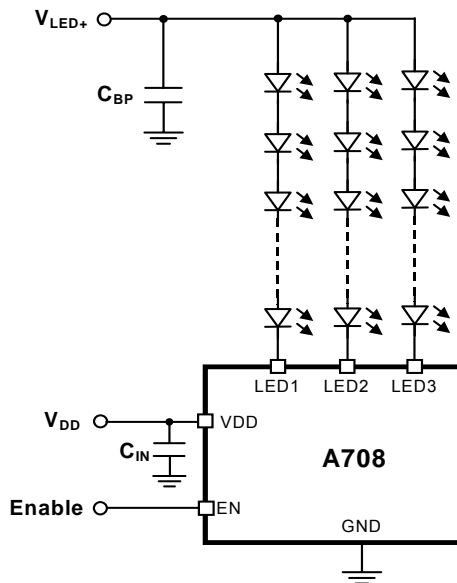 VLED+
CBP
LED1 LED2 LED3
VDD
VDD
CIN
A708
Enable
EN
GND